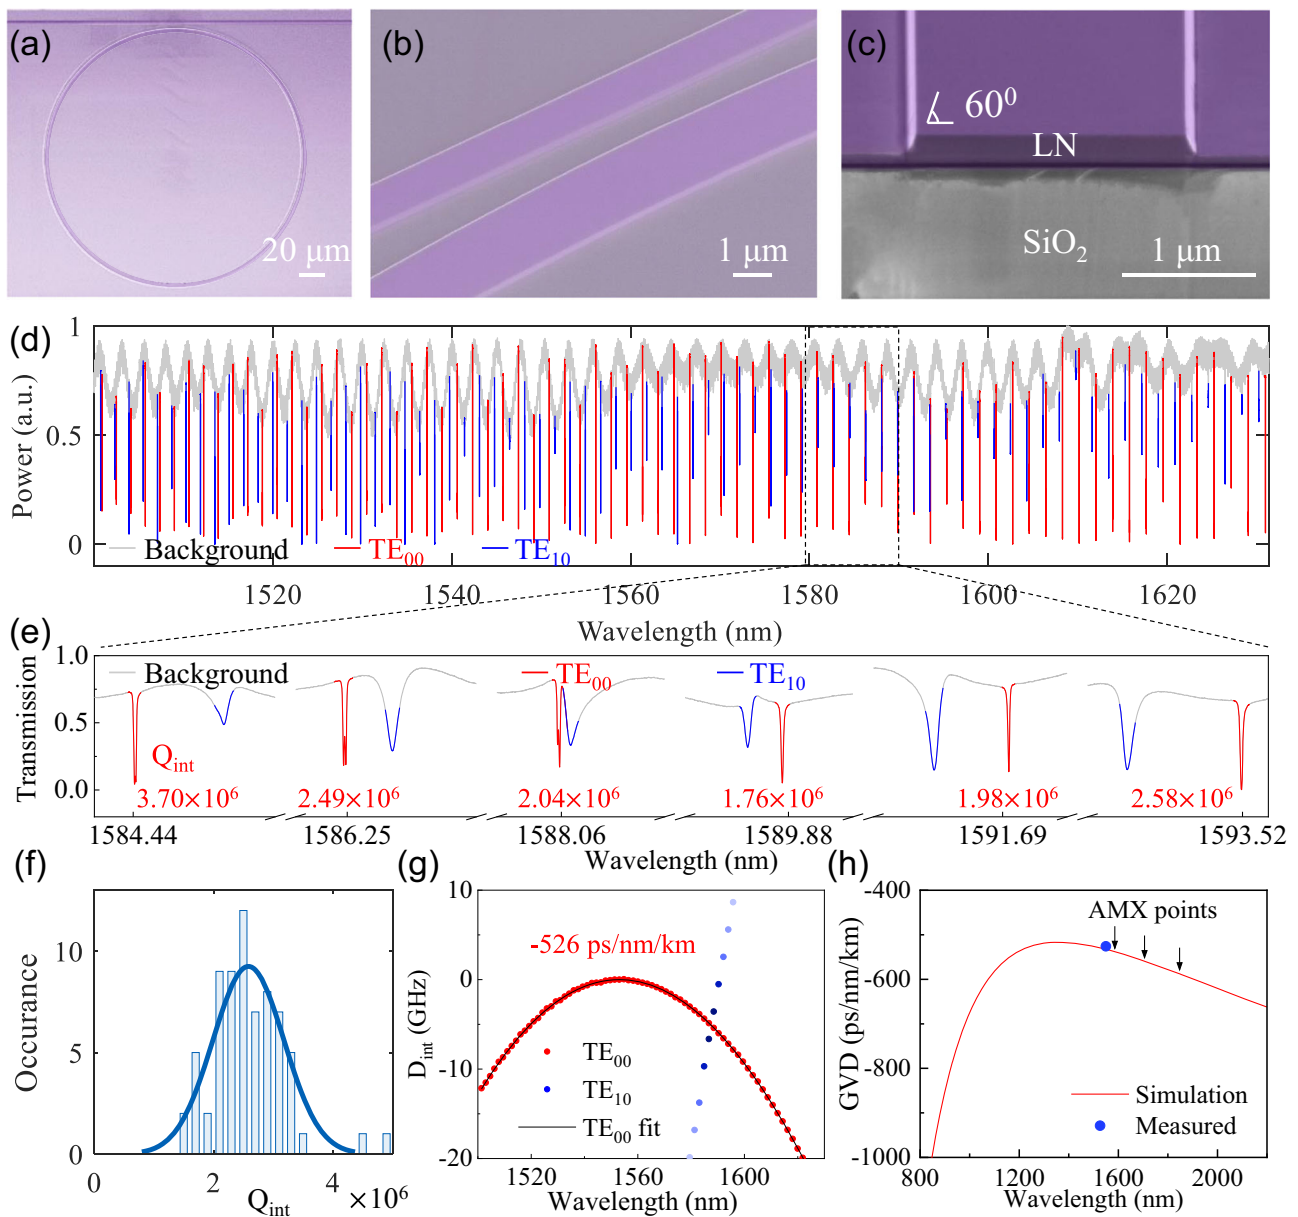 (a)
20 μm
(b)
1 μm
(c)
60⁰
LN
SiO₂
1 μm
(d)
Power (a.u.)
1
0.5
0
Background
TE₀₀
TE₁₀
1520 1540 1560 1580 1600 1620
Wavelength (nm)
(e)
Transmission
1.0
0.5
0.0
Background
TE₀₀
TE₁₀
Q_int
3.70×10⁶ 2.49×10⁶ 2.04×10⁶ 1.76×10⁶ 1.98×10⁶ 2.58×10⁶
1584.44 1586.25 1588.06 1589.88 1591.69 1593.52
Wavelength (nm)
(f)
Occurance
10
5
0
0 2 4 ×10⁶
Q_int
(g)
D_int (GHz)
10
0
-10
-20
-526 ps/nm/km
TE₀₀
TE₁₀
TE₀₀ fit
1520 1560 1600
Wavelength (nm)
(h)
GVD (ps/nm/km)
-400
-600
-800
-1000
AMX points
Simulation
Measured
800 1200 1600 2000
Wavelength (nm)